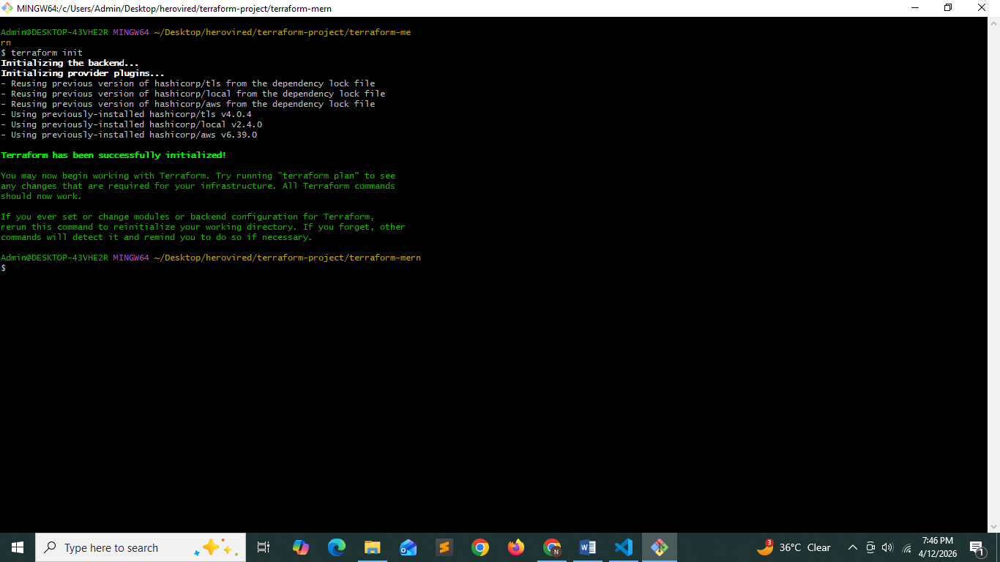 MINGW64:/c/Users/Admin/Desktop/herovired/terraform-project/terraform-mern
Admin@DESKTOP-43VHE2R MINGW64 ~/Desktop/herovired/terraform-project/terraform-me
rn
$ terraform init
Initializing the backend...
Initializing provider plugins...
- Reusing previous version of hashicorp/tls from the dependency lock file
- Reusing previous version of hashicorp/local from the dependency lock file
- Reusing previous version of hashicorp/aws from the dependency lock file
- Using previously-installed hashicorp/tls v4.0.4
- Using previously-installed hashicorp/local v2.4.0
- Using previously-installed hashicorp/aws v6.39.0
Terraform has been successfully initialized!
You may now begin working with Terraform. Try running "terraform plan" to see
any changes that are required for your infrastructure. All Terraform commands
should now work.
If you ever set or change modules or backend configuration for Terraform,
rerun this command to reinitialize your working directory. If you forget, other
commands will detect it and remind you to do so if necessary.
Admin@DESKTOP-43VHE2R MINGW64 ~/Desktop/herovired/terraform-project/terraform-mern
$
Type here to search
N
3
36°C Clear
7:46 PM
4/12/2026
1